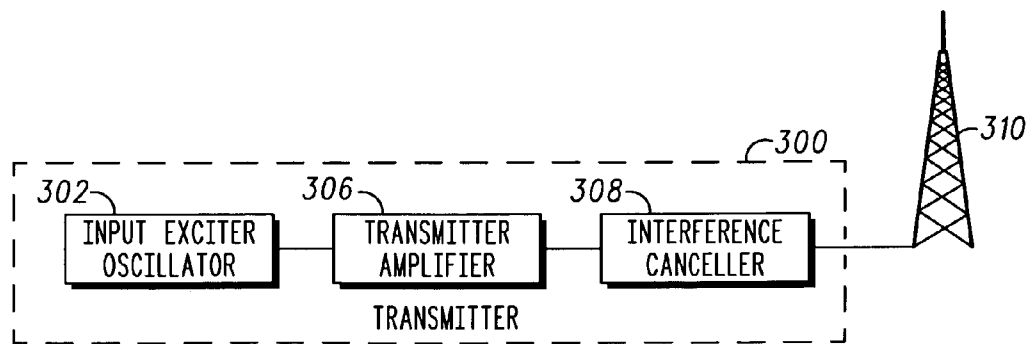 300
310
302
306
308
INPUT EXCITER
OSCILLATOR
TRANSMITTER
AMPLIFIER
INTERFERENCE
CANCELLER
TRANSMITTER